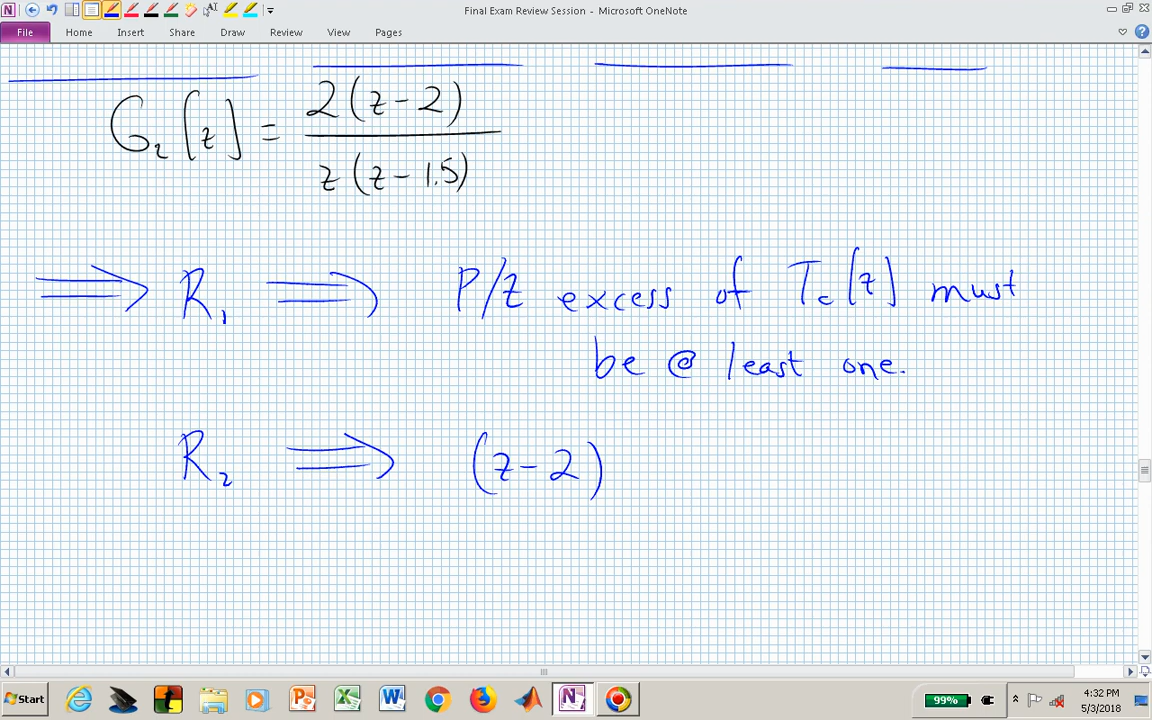 Final Exam Review Session - Microsoft OneNote
File Home Insert Share Draw Review View Pages
G₂[z] = 2(z-2)
z(z-1.5)
⇒ R₁ ⇒ P/Z excess of T_c[z] must
be @ least one.
R₂ ⇒ (z-2)
Start
99%
4:32 PM
5/3/2018